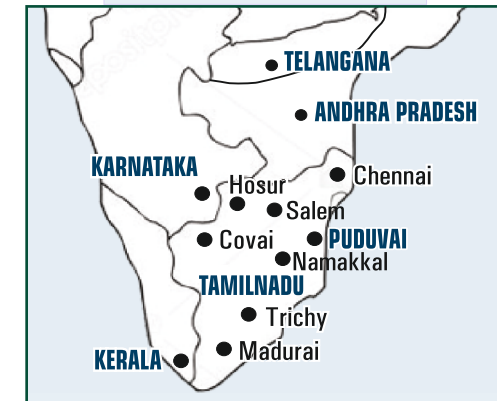 TELANGANA
ANDHRA PRADESH
KARNATAKA
Chennai
Hosur
Salem
Covai
PUDUVAI
Namakkal
TAMILNADU
Trichy
Madurai
KERALA